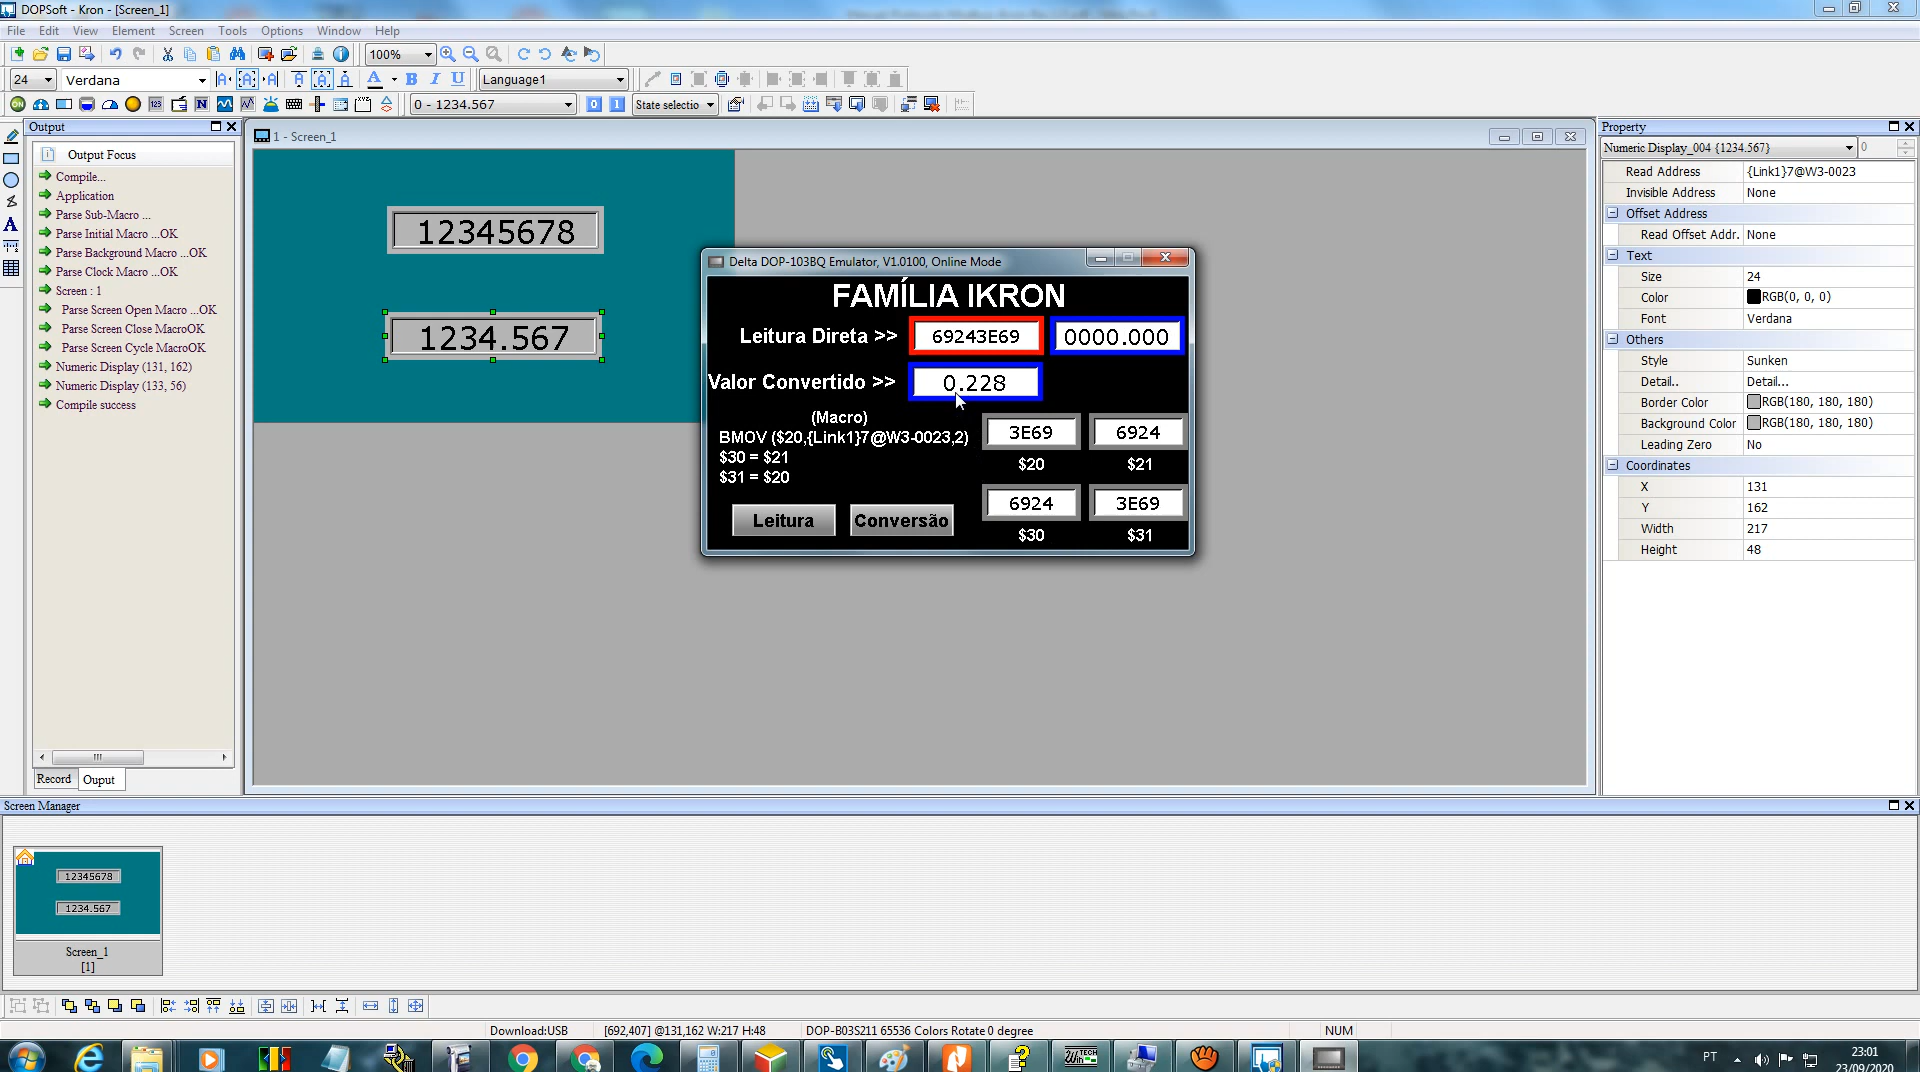 DOPSoft - Kron - [Screen_1]
File Edit View Element Screen Tools Options Window Help
100%
24 Verdana Language1
0 - 1234.567 State selectio
Output
Output Focus
Compile...
Application
Parse Sub-Macro ...
Parse Initial Macro ...OK
Parse Background Macro ...OK
Parse Clock Macro ...OK
Screen : 1
Parse Screen Open Macro ...OK
Parse Screen Close MacroOK
Parse Screen Cycle MacroOK
Numeric Display (131, 162)
Numeric Display (133, 56)
Compile success
Record Ouput
1 - Screen_1
12345678
1234.567
Delta DOP-103BQ Emulator, V1.0100, Online Mode
FAMÍLIA IKRON
Leitura Direta >> 69243E69 0000.000
Valor Convertido >> 0.228
(Macro)
BMOV ($20,{Link1}7@W3-0023,2)
$30 = $21
$31 = $20
3E69 6924
$20 $21
6924 3E69
$30 $31
Leitura Conversão
Property
Numeric Display_004 {1234.567} 0
Read Address {Link1}7@W3-0023
Invisible Address None
Offset Address
Read Offset Addr. None
Text
Size 24
Color RGB(0, 0, 0)
Font Verdana
Others
Style Sunken
Detail.. Detail...
Border Color RGB(180, 180, 180)
Background Color RGB(180, 180, 180)
Leading Zero No
Coordinates
X 131
Y 162
Width 217
Height 48
Screen Manager
12345678
1234.567
Screen_1
[1]
Download:USB [692,407] @131,162 W:217 H:48 DOP-B03S211 65536 Colors Rotate 0 degree NUM
PT 23:01
23/09/2020